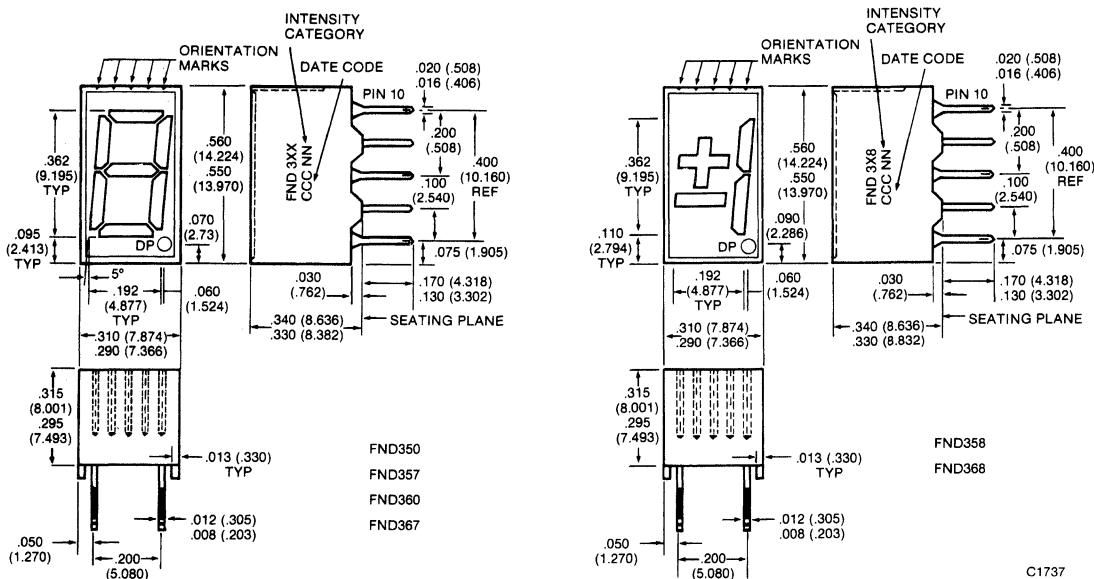 INTENSITY
CATEGORY
ORIENTATION
MARKS
DATE CODE
.020 (.508)
.016 (.406)
PIN 10
.362
(9.195)
TYP
.560
(14.224)
.550
(13.970)
FND 3XX
CCC NN
.200
(.508)
.400
(10.160)
REF
.100
(2.540)
.095
(2.413)
TYP
.070
(2.73)
DP
.075 (1.905)
5°
.192
(4.877)
TYP
.060
(1.524)
.030
(.762)
.170 (4.318)
.130 (3.302)
.310 (7.874)
.290 (7.366)
.340 (8.636)
.330 (8.382)
SEATING PLANE
.315
(8.001)
.295
(7.493)
.013 (.330)
TYP
.012 (.305)
.008 (.203)
.050
(1.270)
.200
(5.080)
FND350
FND357
FND360
FND367
INTENSITY
CATEGORY
ORIENTATION
MARKS
DATE CODE
.020 (.508)
.016 (.406)
PIN 10
.362
(9.195)
TYP
.560
(14.224)
.550
(13.970)
FND 3X8
CCC NN
.200
(.508)
.400
(10.160)
REF
.100
(2.540)
.110
(2.794)
TYP
.090
(2.286)
DP
.075 (1.905)
.192
(4.877)
TYP
.060
(1.524)
.030
(.762)
.170 (4.318)
.130 (3.302)
.310 (7.874)
.290 (7.366)
.340 (8.636)
.330 (8.832)
SEATING PLANE
.315
(8.001)
.295
(7.493)
.013 (.330)
TYP
.012 (.305)
.008 (.203)
.050
(1.270)
.200
(5.080)
FND358
FND368
C1737